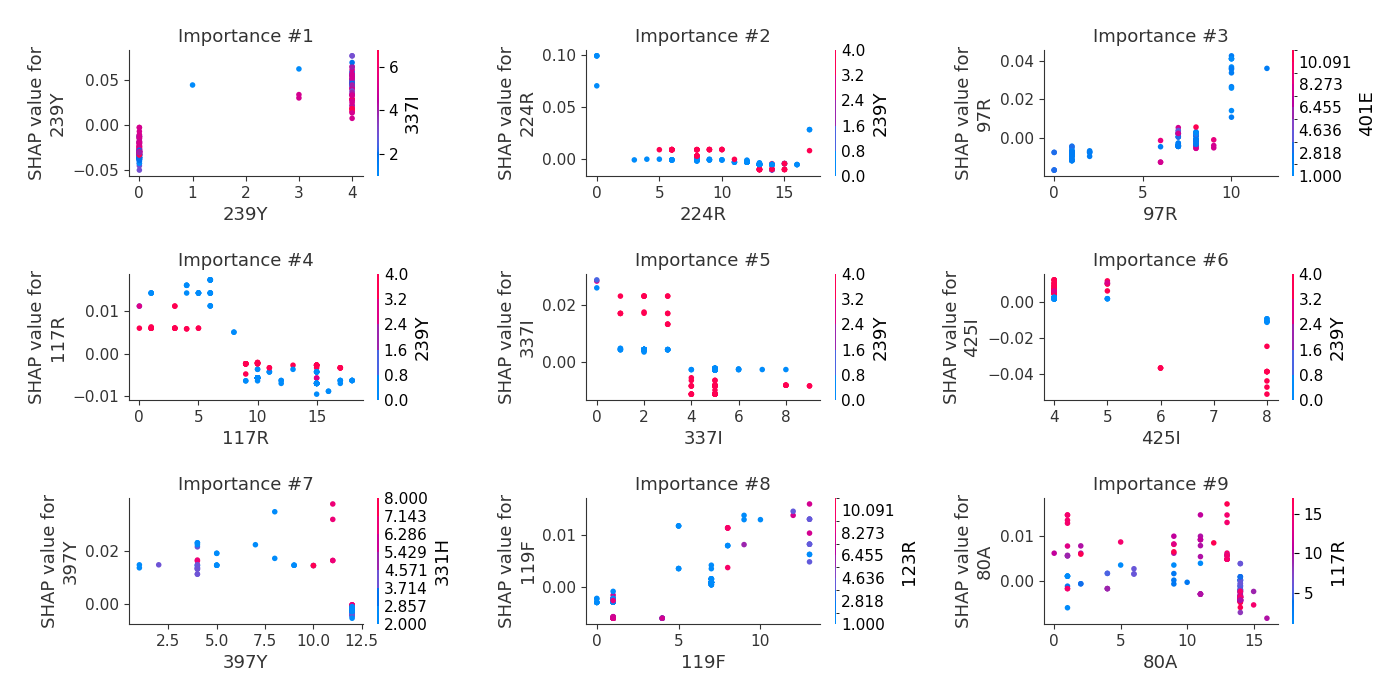 Importance #1
SHAP value for
239Y
0.05
0.00
−0.05
0
1
2
3
4
239Y
6
4
2
337I
Importance #2
SHAP value for
224R
0.10
0.05
0.00
0
5
10
15
224R
4.0
3.2
2.4
1.6
0.8
0.0
239Y
Importance #3
SHAP value for
97R
0.04
0.02
0.00
0
5
10
97R
10.091
8.273
6.455
4.636
2.818
1.000
401E
Importance #4
SHAP value for
117R
0.01
0.00
−0.01
0
5
10
15
117R
4.0
3.2
2.4
1.6
0.8
0.0
239Y
Importance #5
SHAP value for
337I
0.02
0.00
0
2
4
6
8
337I
4.0
3.2
2.4
1.6
0.8
0.0
239Y
Importance #6
SHAP value for
425I
0.00
−0.02
−0.04
4
5
6
7
8
425I
4.0
3.2
2.4
1.6
0.8
0.0
239Y
Importance #7
SHAP value for
397Y
0.02
0.00
2.5
5.0
7.5
10.0
12.5
397Y
8.000
7.143
6.286
5.429
4.571
3.714
2.857
2.000
331H
Importance #8
SHAP value for
119F
0.01
0.00
0
5
10
119F
10.091
8.273
6.455
4.636
2.818
1.000
123R
Importance #9
SHAP value for
80A
0.01
0.00
0
5
10
15
80A
15
10
5
117R